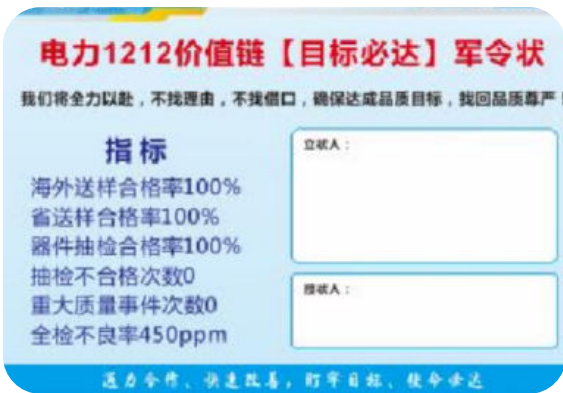 电力1212价值链【目标必达】军令状
我们将全力以赴，不找理由，不找借口，确保达成品质目标，找回品质尊严！
指标
海外送样合格率100%
省送样合格率100%
器件抽检合格率100%
抽检不合格次数0
重大质量事件次数0
全检不良率450ppm
立状人：
授状人：
通力合作、快速改善，盯牢目标、使命必达